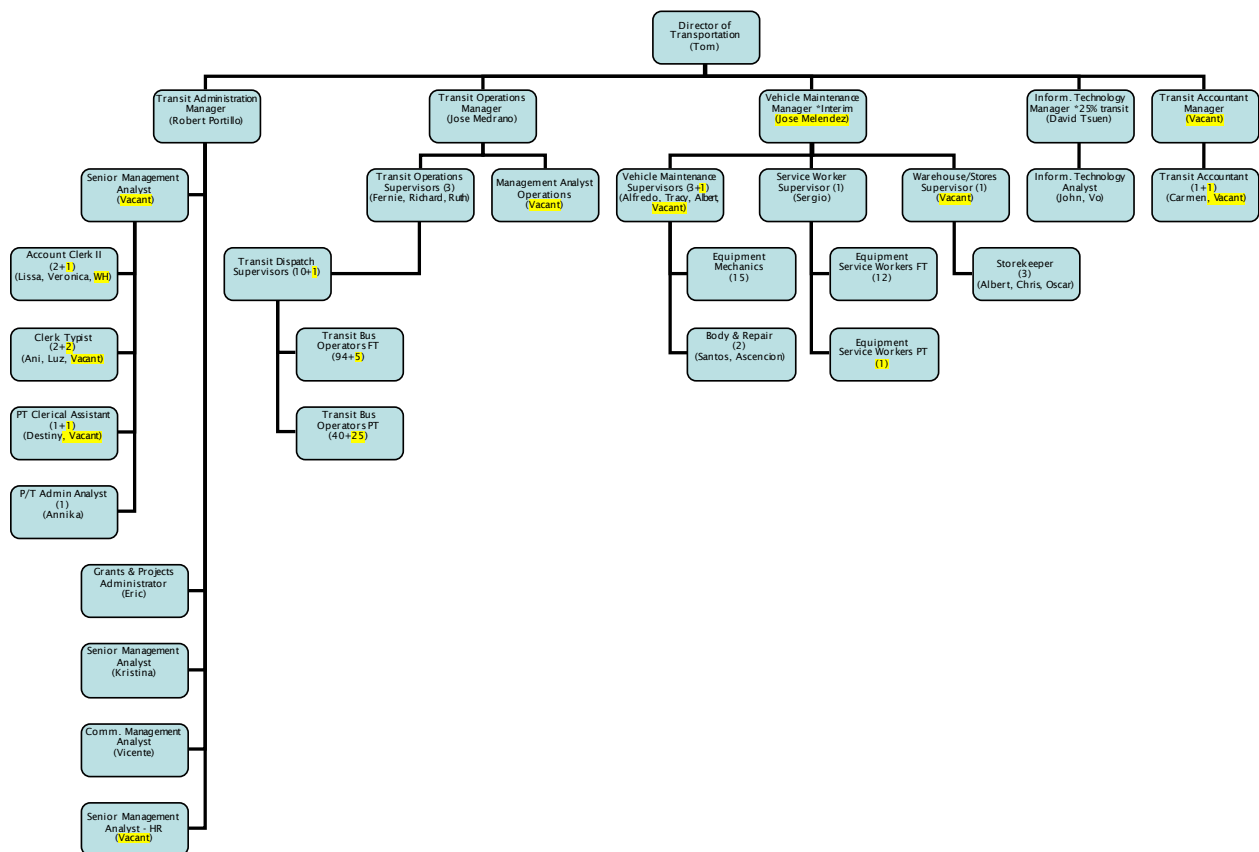 Director of
Transportation
(Tom)
Transit Administration
Manager
(Robert Portillo)
Transit Operations
Manager
(Jose Medrano)
Vehicle Maintenance
Manager *Interim
(Jose Melendez)
Inform. Technology
Manager *25% transit
(David Tsuen)
Transit Accountant
Manager
(Vacant)
Senior Management
Analyst
(Vacant)
Transit Operations
Supervisors (3)
(Fernie, Richard, Ruth)
Management Analyst
Operations
(Vacant)
Vehicle Maintenance
Supervisors (3+1)
(Alfredo, Tracy, Albert,
Vacant)
Service Worker
Supervisor (1)
(Sergio)
Warehouse/Stores
Supervisor (1)
(Vacant)
Inform. Technology
Analyst
(John, Vo)
Transit Accountant
(1+1)
(Carmen, Vacant)
Account Clerk II
(2+1)
(Lissa, Veronica, WH)
Transit Dispatch
Supervisors (10+1)
Equipment
Mechanics
(15)
Equipment
Service Workers FT
(12)
Storekeeper
(3)
(Albert, Chris, Oscar)
Clerk Typist
(2+2)
(Ani, Luz, Vacant)
Transit Bus
Operators FT
(94+5)
Body & Repair
(2)
(Santos, Ascencion)
Equipment
Service Workers PT
(1)
PT Clerical Assistant
(1+1)
(Destiny, Vacant)
Transit Bus
Operators PT
(40+25)
P/T Admin Analyst
(1)
(Annika)
Grants & Projects
Administrator
(Eric)
Senior Management
Analyst
(Kristina)
Comm. Management
Analyst
(Vicente)
Senior Management
Analyst - HR
(Vacant)